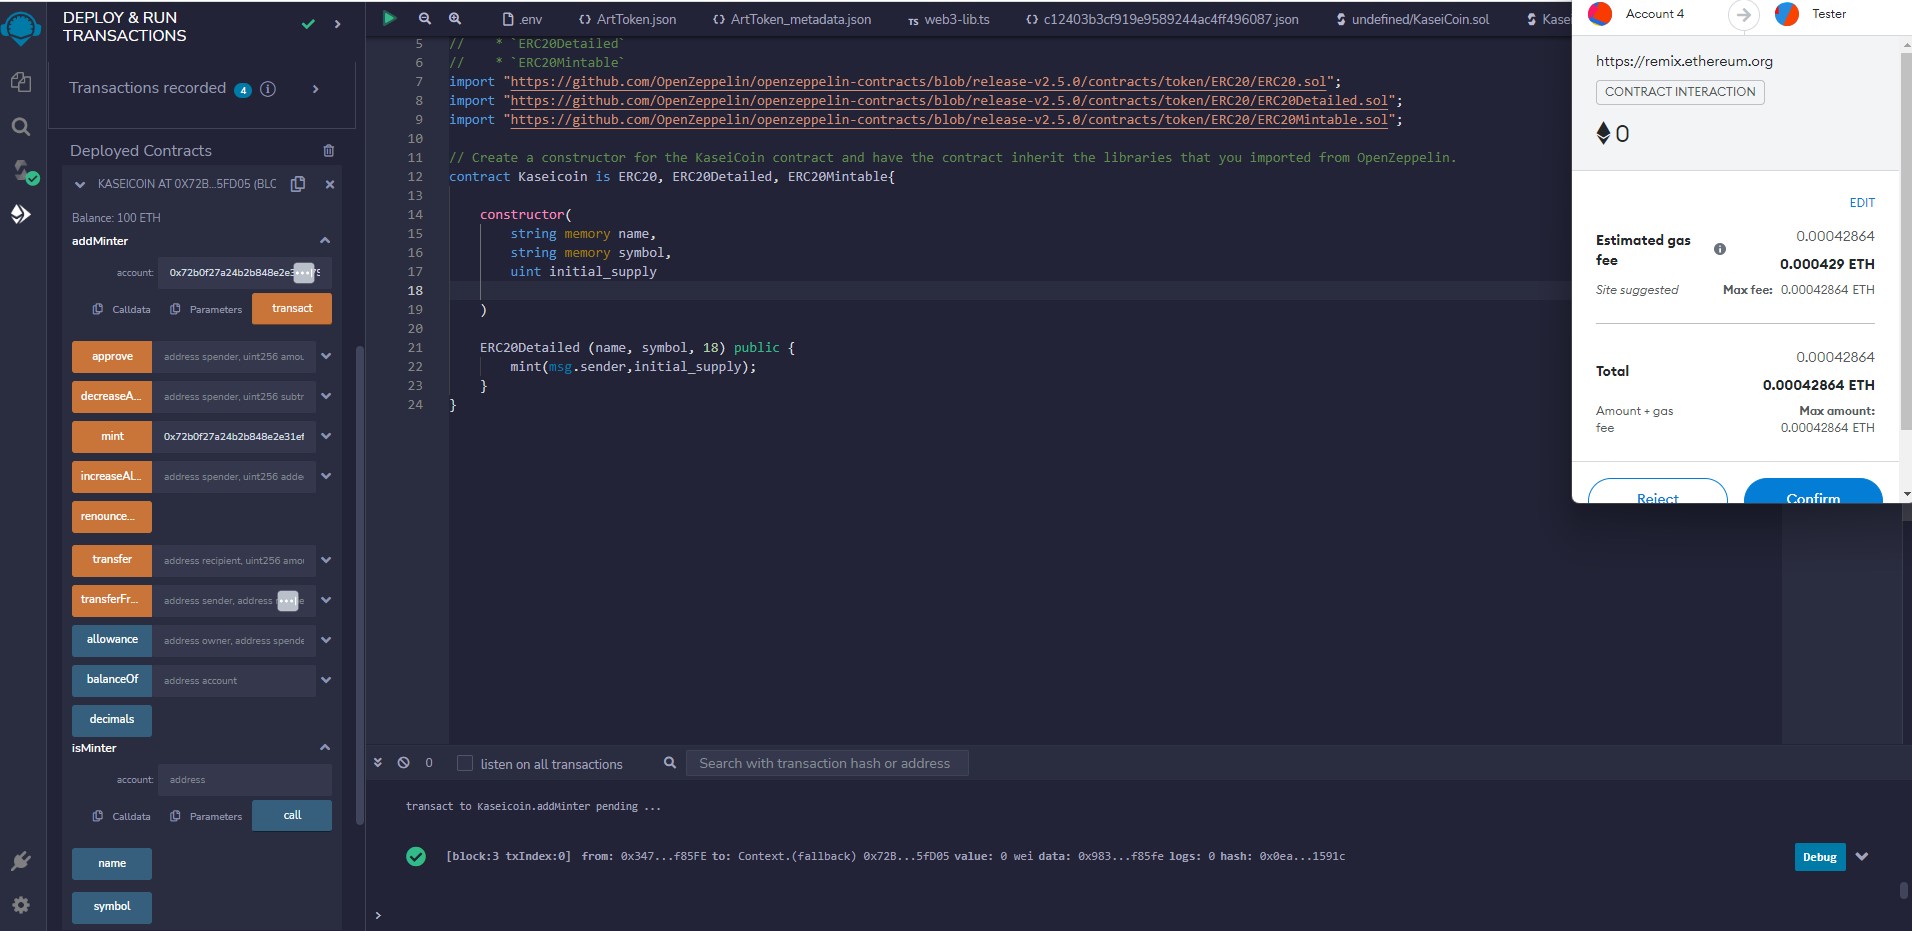 DEPLOY & RUN
TRANSACTIONS
Transactions recorded 4
Deployed Contracts
KASEICOIN AT 0X72B...5FD05 (BLC
Balance: 100 ETH
addMinter
account:
0x72b0f27a24b2b848e2e3
Calldata Parameters transact
approve address spender, uint256 amou
decreaseA... address spender, uint256 subtr
mint 0x72b0f27a24b2b848e2e31ef
increaseAL... address spender, uint256 adde
renounce...
transfer address recipient, uint256 amou
transferFr... address sender, address
allowance address owner, address spende
balanceOf address account
decimals
isMinter
account: address
Calldata Parameters call
name
symbol
.env ArtToken.json ArtToken_metadata.json TS web3-lib.ts c12403b3cf919e9589244ac4ff496087.json undefined/KaseiCoin.sol Kase
5 // * `ERC20Detailed`
6 // * `ERC20Mintable`
7 import "https://github.com/OpenZeppelin/openzeppelin-contracts/blob/release-v2.5.0/contracts/token/ERC20/ERC20.sol";
8 import "https://github.com/OpenZeppelin/openzeppelin-contracts/blob/release-v2.5.0/contracts/token/ERC20/ERC20Detailed.sol";
9 import "https://github.com/OpenZeppelin/openzeppelin-contracts/blob/release-v2.5.0/contracts/token/ERC20/ERC20Mintable.sol";
10
11 // Create a constructor for the KaseiCoin contract and have the contract inherit the libraries that you imported from OpenZeppelin.
12 contract Kaseicoin is ERC20, ERC20Detailed, ERC20Mintable{
13
14 constructor(
15 string memory name,
16 string memory symbol,
17 uint initial_supply
18
19 )
20
21 ERC20Detailed (name, symbol, 18) public {
22 mint(msg.sender,initial_supply);
23 }
24 }
0 listen on all transactions Search with transaction hash or address
transact to Kaseicoin.addMinter pending ...
[block:3 txIndex:0] from: 0x347...f85FE to: Context.(fallback) 0x72B...5fD05 value: 0 wei data: 0x983...f85fe logs: 0 hash: 0x0ea...1591c
Debug
>
Account 4 Tester
https://remix.ethereum.org
CONTRACT INTERACTION
0
EDIT
Estimated gas
fee
0.00042864
0.000429 ETH
Site suggested Max fee: 0.00042864 ETH
0.00042864
Total
0.00042864 ETH
Amount + gas
fee
Max amount:
0.00042864 ETH
Reject Confirm